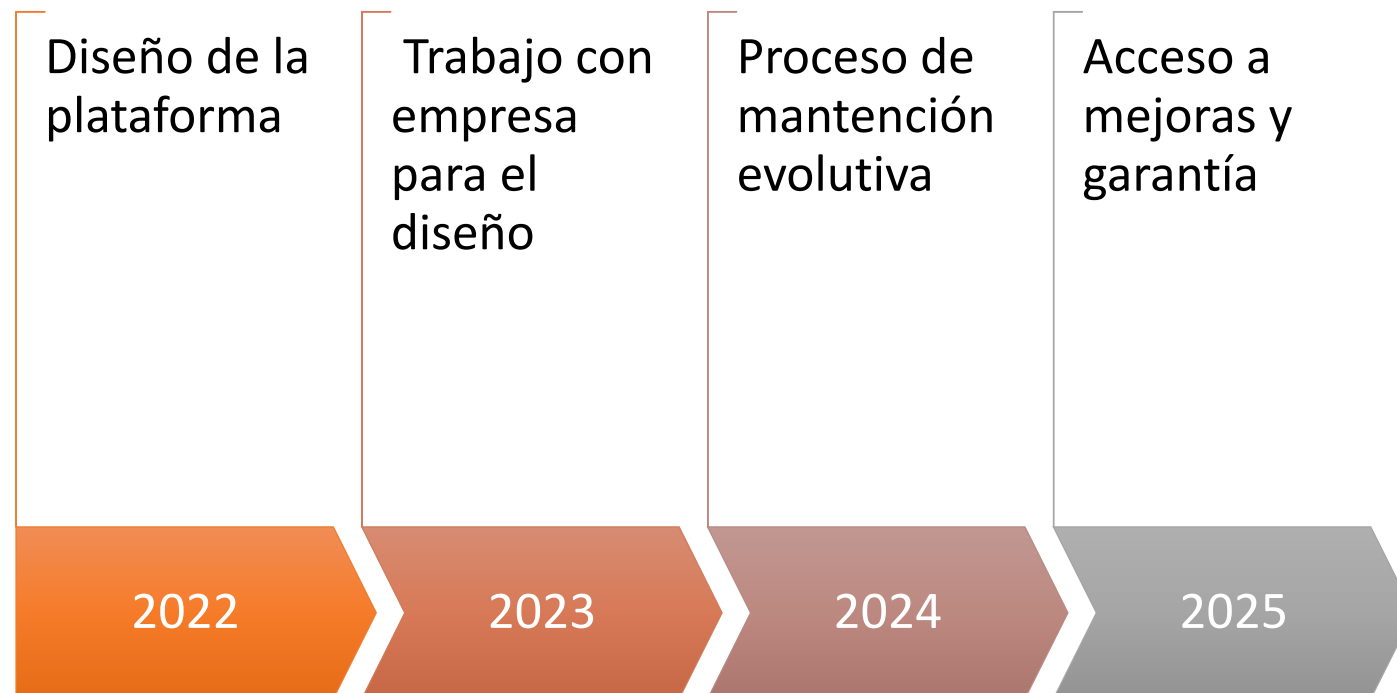 Diseño de la
plataforma
Trabajo con
empresa
para el
diseño
Proceso de
mantención
evolutiva
Acceso a
mejoras y
garantía
2022
2023
2024
2025